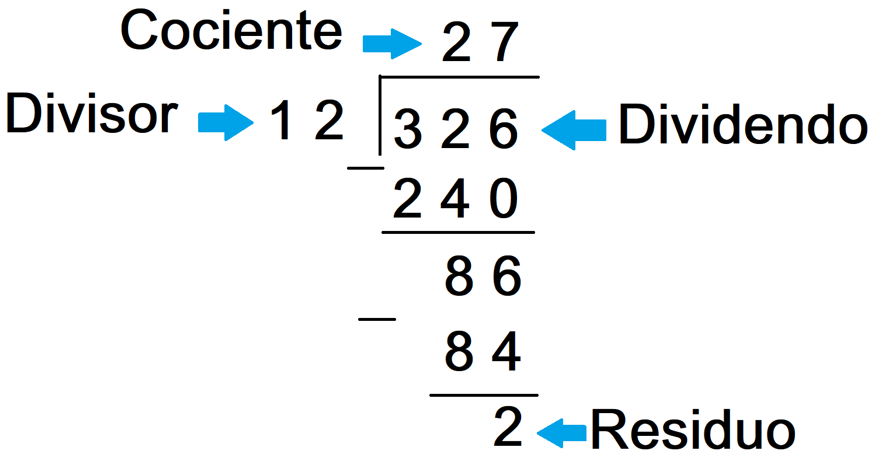 Cociente 2 7
Divisor 1 2 3 2 6 Dividendo
− 2 4 0
8 6
− 8 4
2 Residuo